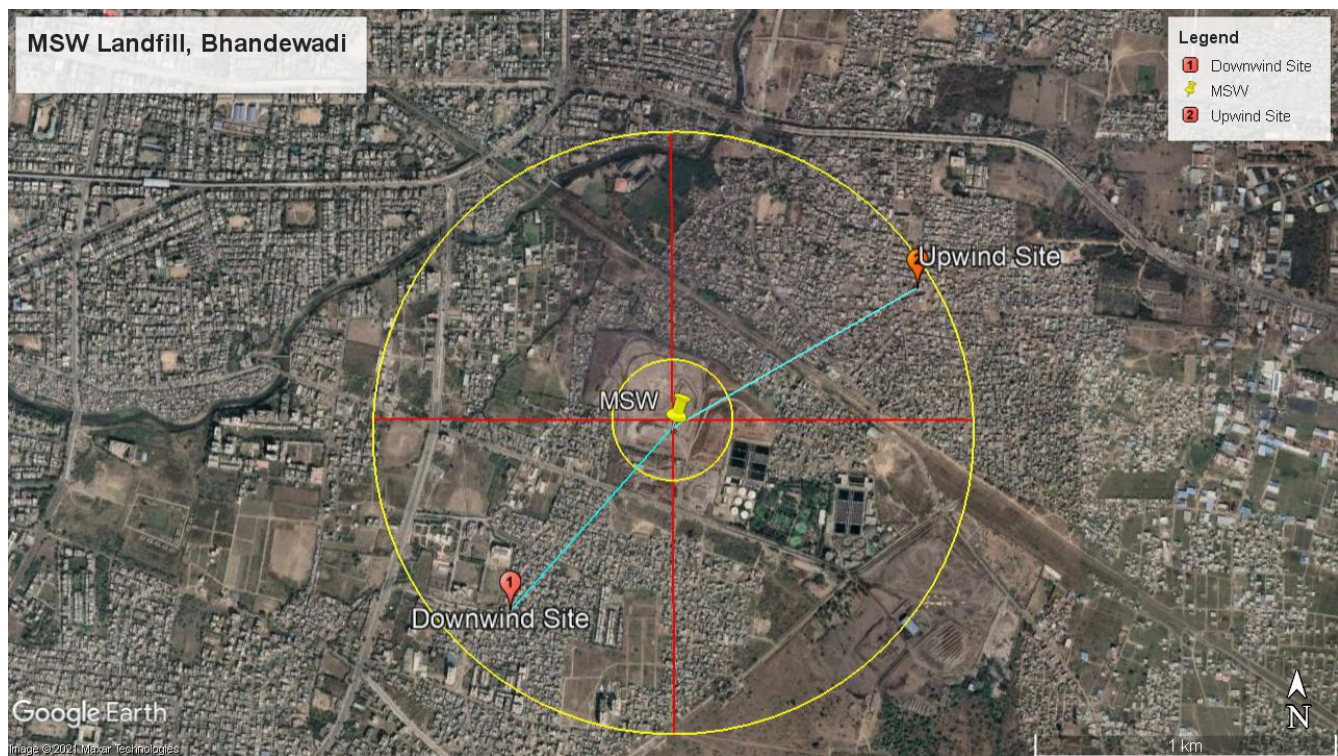 MSW Landfill, Bhandewadi
Legend
1 Downwind Site
MSW
2 Upwind Site
2
Upwind Site
MSW
1
Downwind Site
Google Earth
Image © 2021 Maxar Technologies
1 km
N